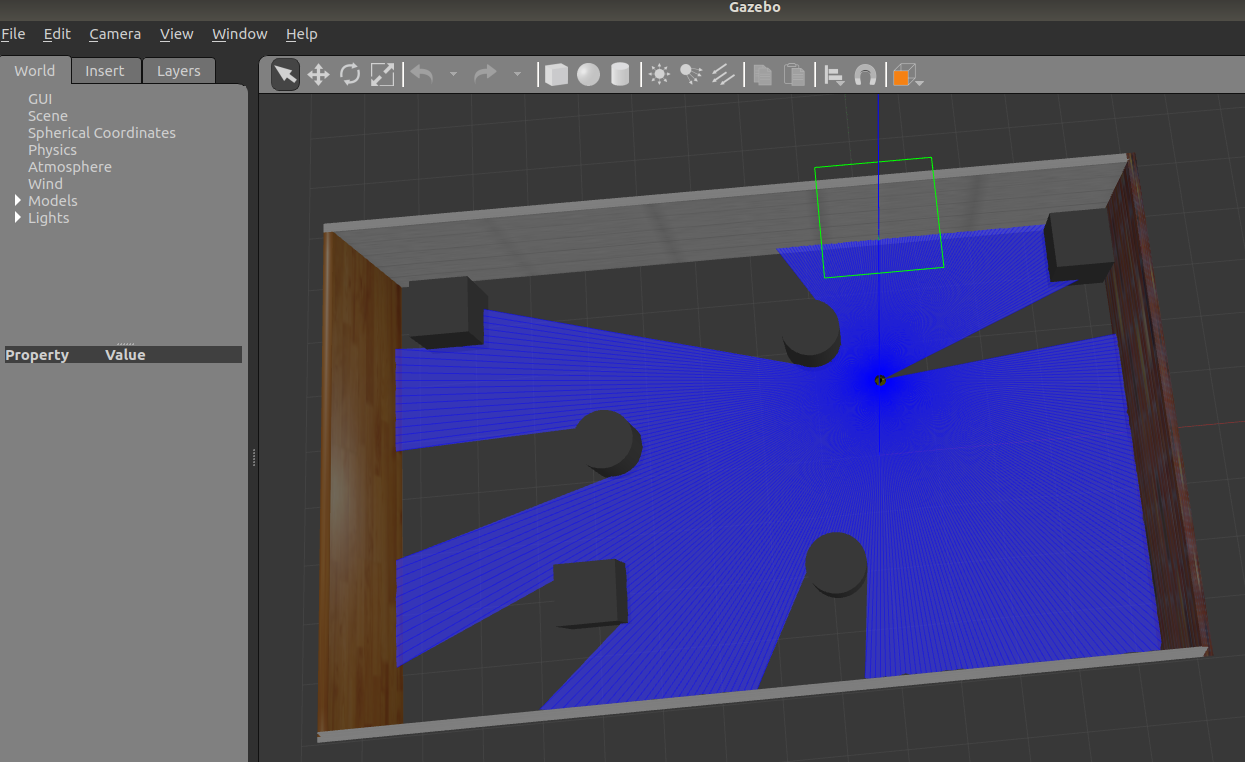 Gazebo
File Edit Camera View Window Help
World Insert Layers
GUI
Scene
Spherical Coordinates
Physics
Atmosphere
Wind
Models
Lights
Property Value